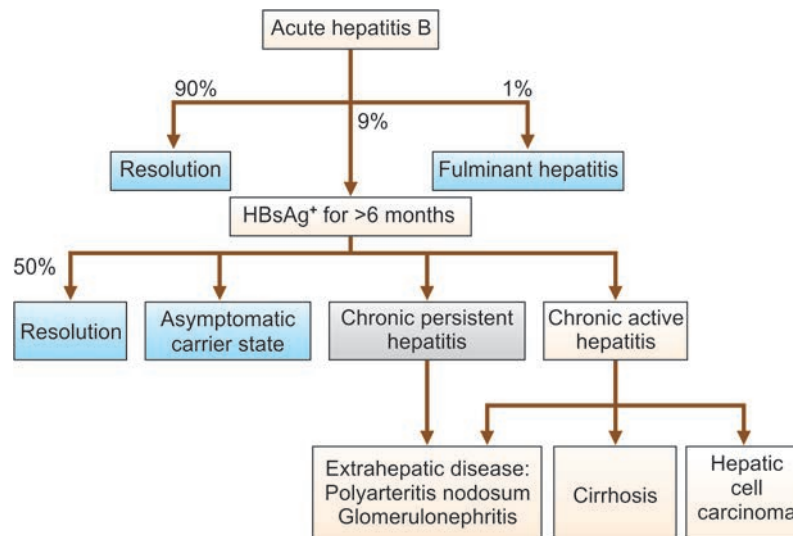 Acute hepatitis B
90%
1%
9%
Resolution
Fulminant hepatitis
HBsAg⁺ for >6 months
50%
Resolution
Asymptomatic
carrier state
Chronic persistent
hepatitis
Chronic active
hepatitis
Extrahepatic disease:
Polyarteritis nodosum
Glomerulonephritis
Cirrhosis
Hepatic
cell
carcinoma